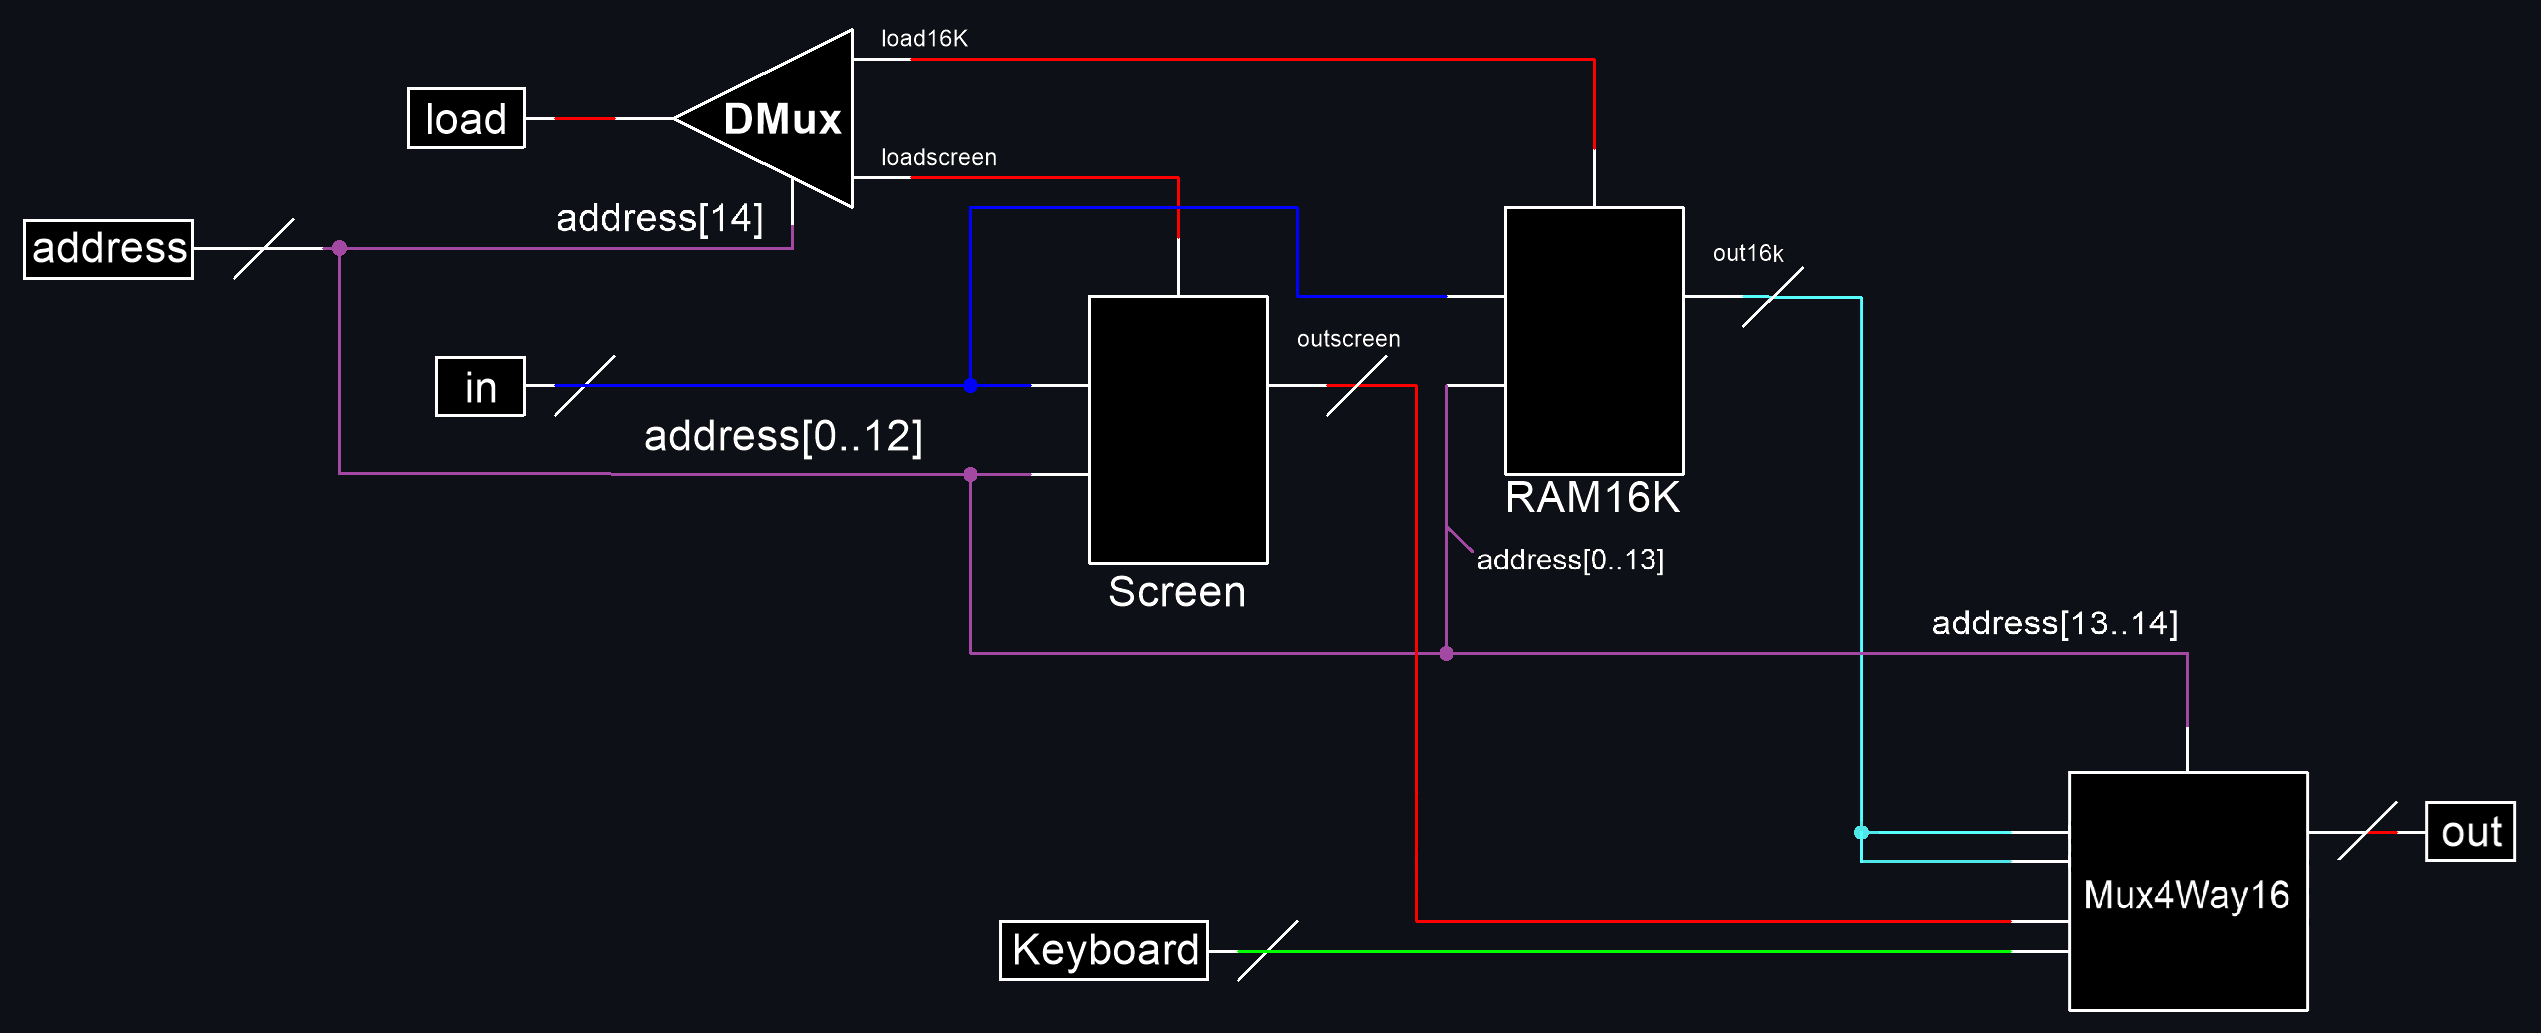 load16K
load
DMux
loadscreen
address[14]
address
out16k
outscreen
in
address[0..12]
RAM16K
address[0..13]
Screen
address[13..14]
out
Mux4Way16
Keyboard